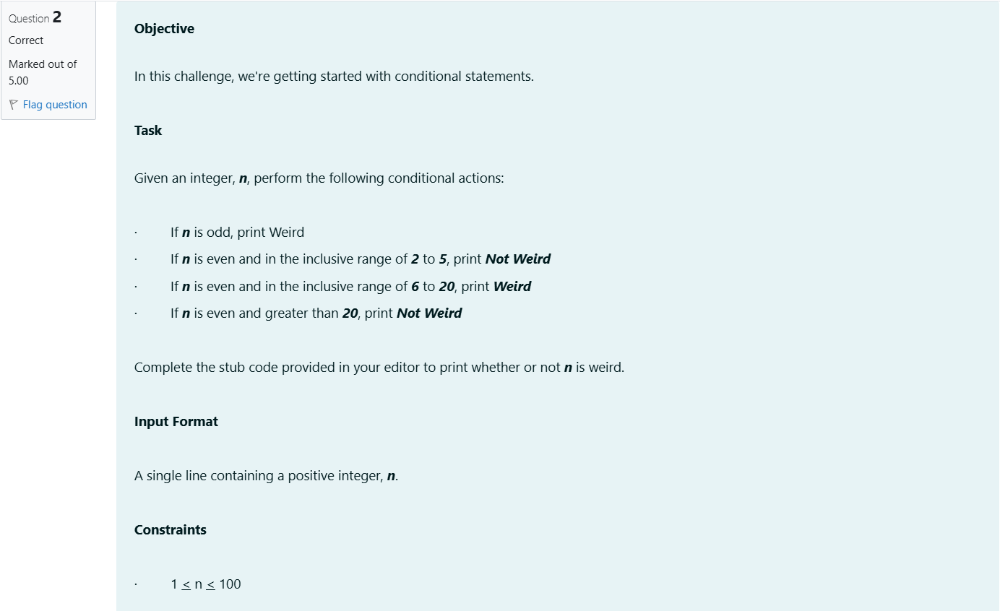 Question 2
Correct
Marked out of
5.00
Flag question
Objective
In this challenge, we're getting started with conditional statements.
Task
Given an integer, n, perform the following conditional actions:
· If n is odd, print Weird
· If n is even and in the inclusive range of 2 to 5, print Not Weird
· If n is even and in the inclusive range of 6 to 20, print Weird
· If n is even and greater than 20, print Not Weird
Complete the stub code provided in your editor to print whether or not n is weird.
Input Format
A single line containing a positive integer, n.
Constraints
· 1 < n < 100